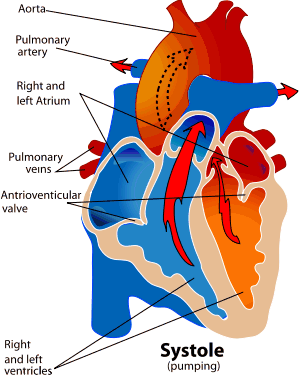 Aorta
Pulmonary
artery
Right and
left Atrium
Pulmonary
veins
Antrioventicular
valve
Right
and left
ventricles
Systole
(pumping)